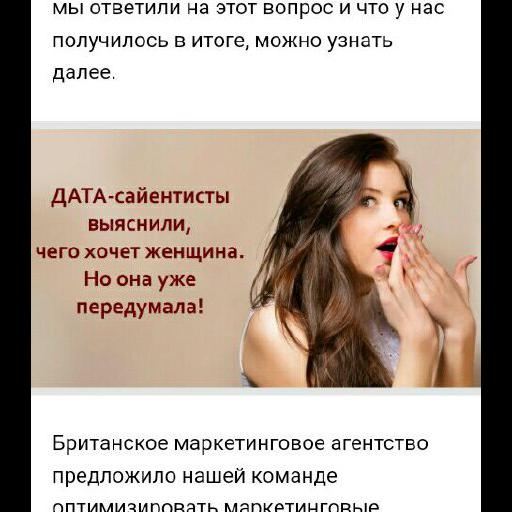 мы ответили на этот вопрос и что у нас
получилось в итоге, можно узнать
далее.
ДАТА-сайентисты
выяснили,
чего хочет женщина.
Но она уже
передумала!
Британское маркетинговое агентство
предложило нашей команде
оптимизировать маркетинговые